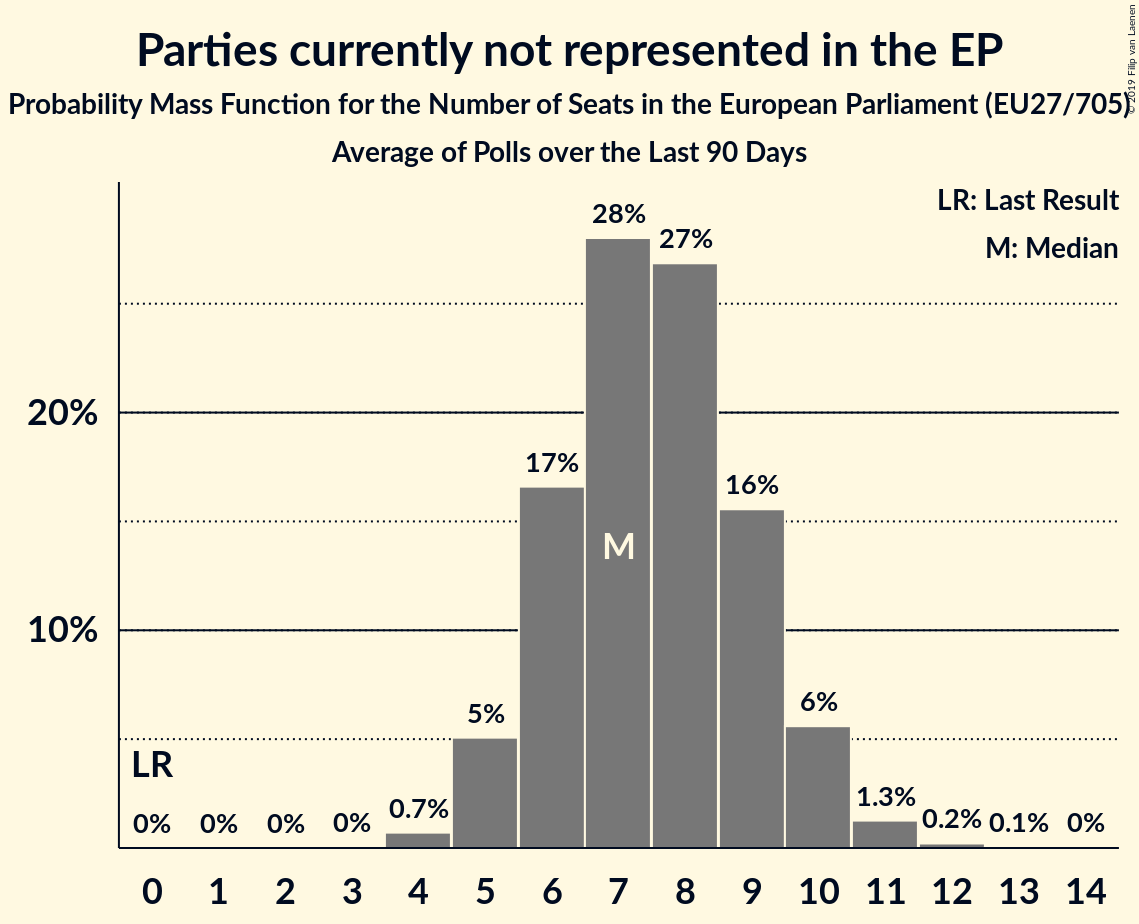 Parties currently not represented in the EP
Probability Mass Function for the Number of Seats in the European Parliament (EU27/705)
Average of Polls over the Last 90 Days
© 2019 Filip van Laenen
LR: Last Result
M: Median
28%
27%
20%
17%
16%
M
10%
5%
6%
LR
0%
0%
0%
0%
0.7%
1.3%
0.2%
0.1%
0%
0 1 2 3 4 5 6 7 8 9 10 11 12 13 14